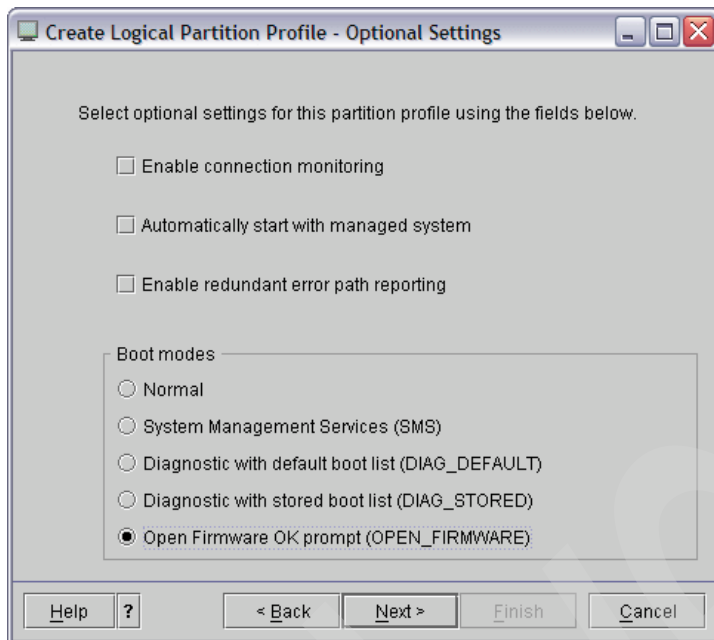 Create Logical Partition Profile - Optional Settings
Select optional settings for this partition profile using the fields below.
Enable connection monitoring
Automatically start with managed system
Enable redundant error path reporting
Boot modes
Normal
System Management Services (SMS)
Diagnostic with default boot list (DIAG_DEFAULT)
Diagnostic with stored boot list (DIAG_STORED)
Open Firmware OK prompt (OPEN_FIRMWARE)
Help ? < Back Next > Finish Cancel